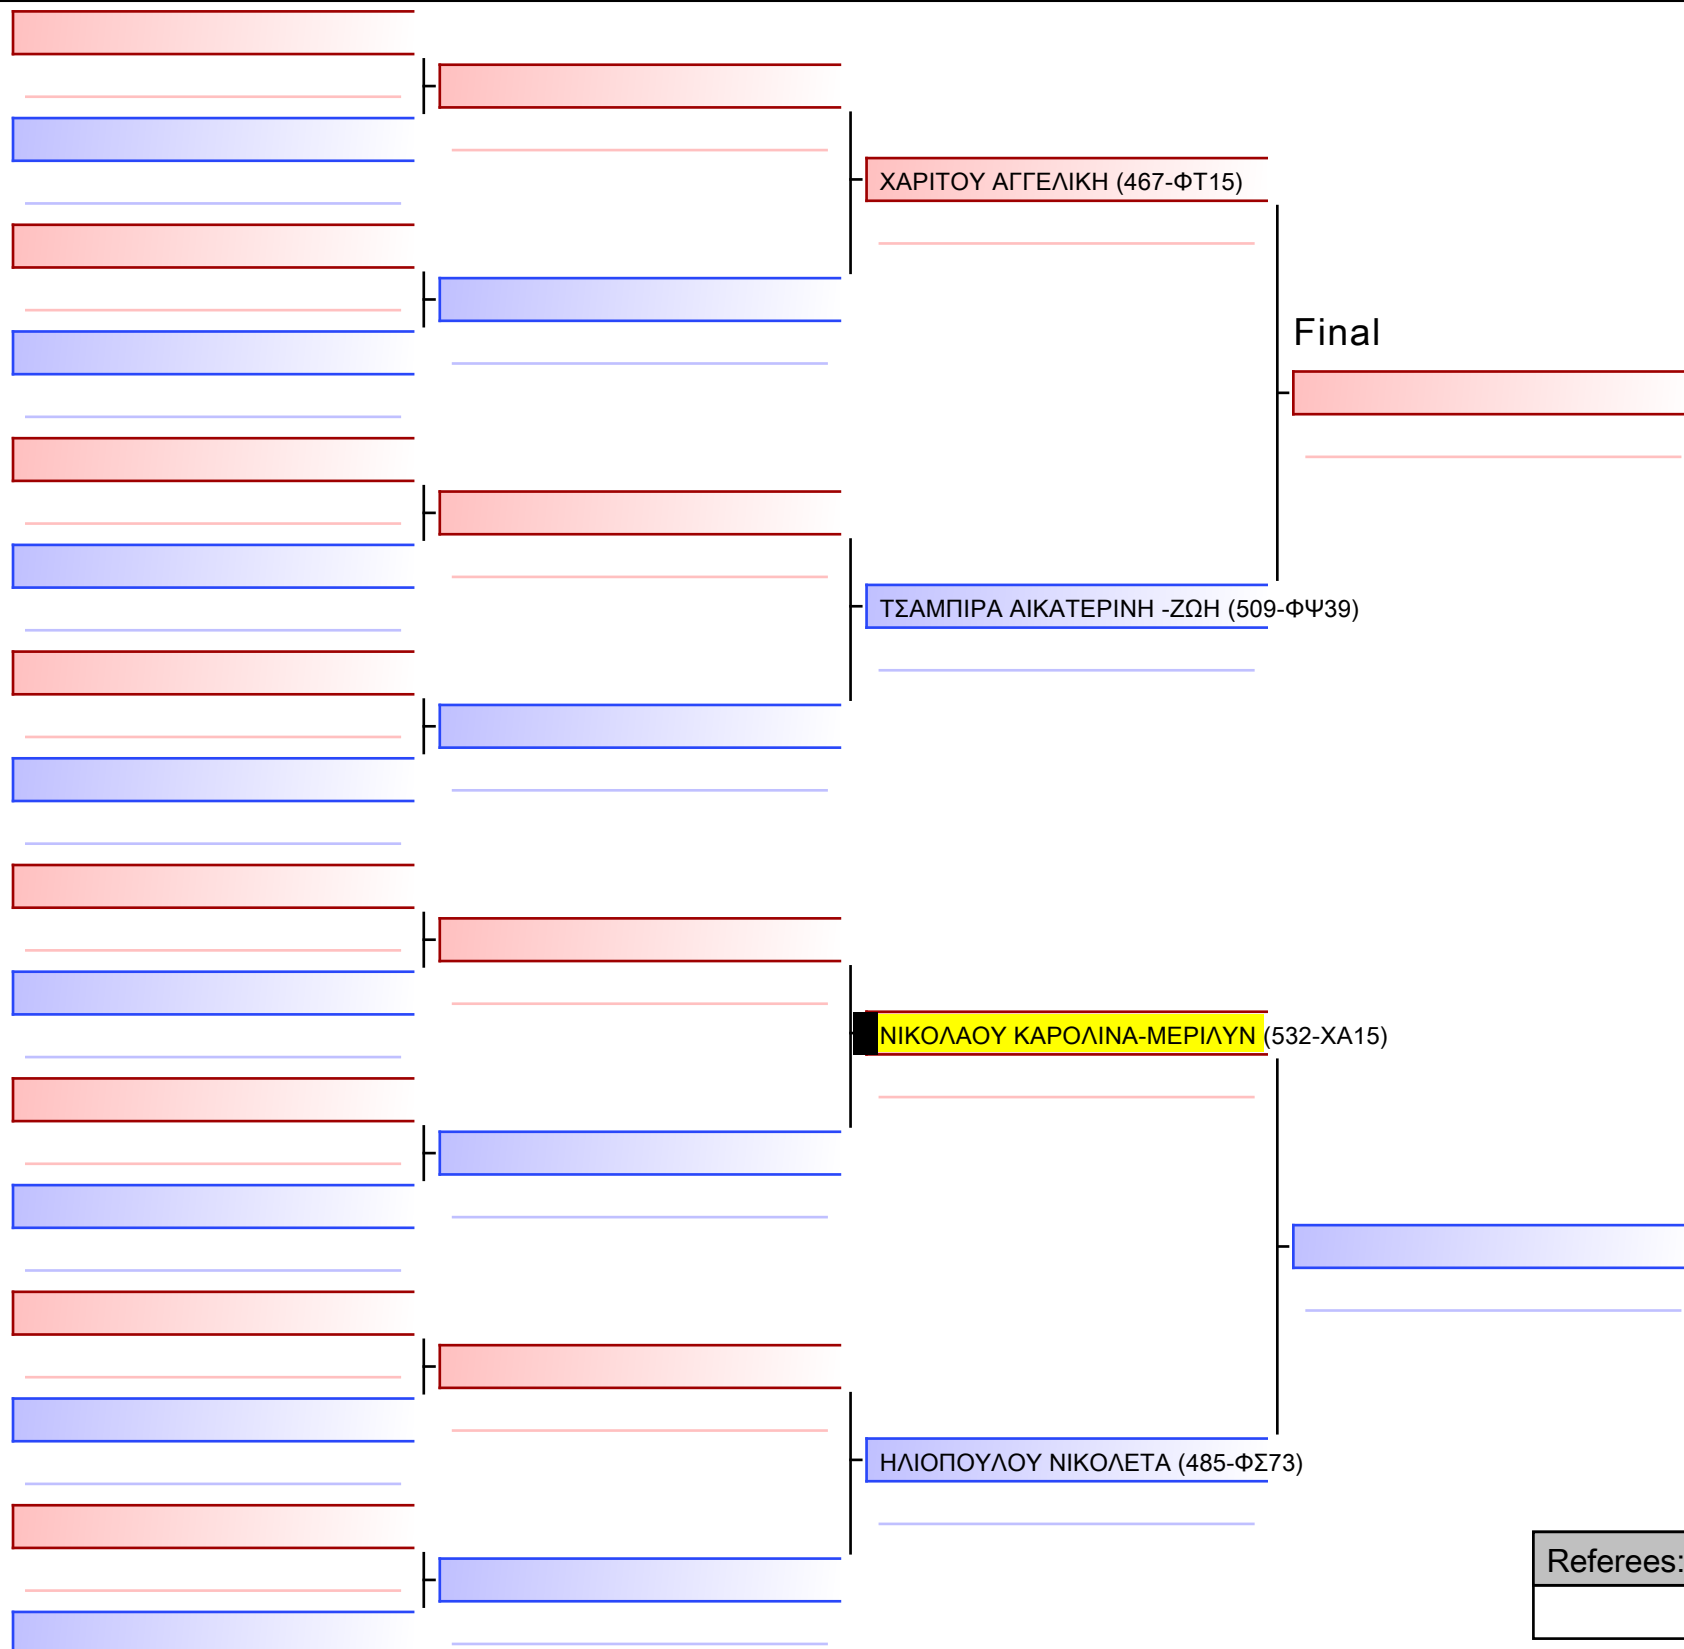 ΧΑΡΙΤΟΥ ΑΓΓΕΛΙΚΗ (467-ΦΤ15)
Final
ΤΣΑΜΠΙΡΑ ΑΙΚΑΤΕΡΙΝΗ -ΖΩΗ (509-ΦΨ39)
ΝΙΚΟΛΑΟΥ ΚΑΡΟΛΙΝΑ-ΜΕΡΙΛΥΝ (532-ΧΑ15)
ΗΛΙΟΠΟΥΛΟΥ ΝΙΚΟΛΕΤΑ (485-ΦΣ73)
Referees: